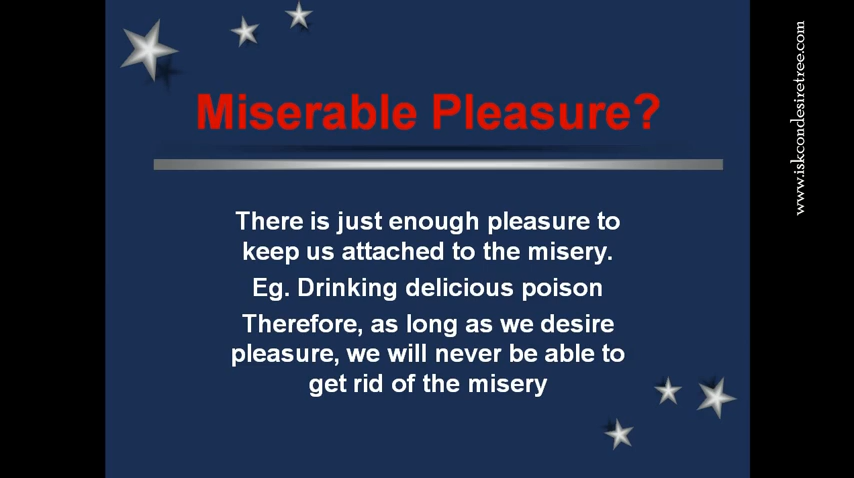 Miserable Pleasure?
There is just enough pleasure to
keep us attached to the misery.
Eg. Drinking delicious poison
Therefore, as long as we desire
pleasure, we will never be able to
get rid of the misery
www.iskcondesiretree.com